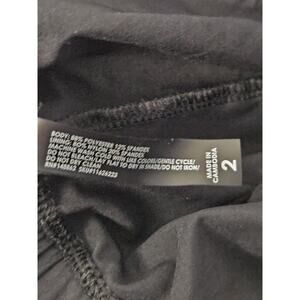 BODY: 88% POLYESTER 12% SPANDEX
LINING: 80% NYLON 20% SPANDEX
MACHINE WASH COLD WITH LIKE COLORS/GENTLE CYCLE/
DO NOT BLEACH/LAY FLAT TO DRY IN SHADE/DO NOT IRON/
DO NOT DRY CLEAN
MADE IN
CAMBODIA
2